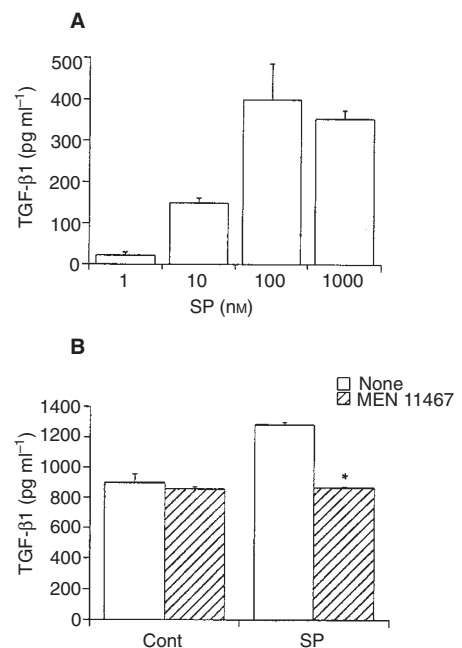 A
500
400
300
200
100
0
TGF-β1 (pg ml⁻¹)
1 10 100 1000
SP (nM)
B
None
MEN 11467
1400
1200
1000
800
600
400
200
0
TGF-β1 (pg ml⁻¹)
*
Cont SP